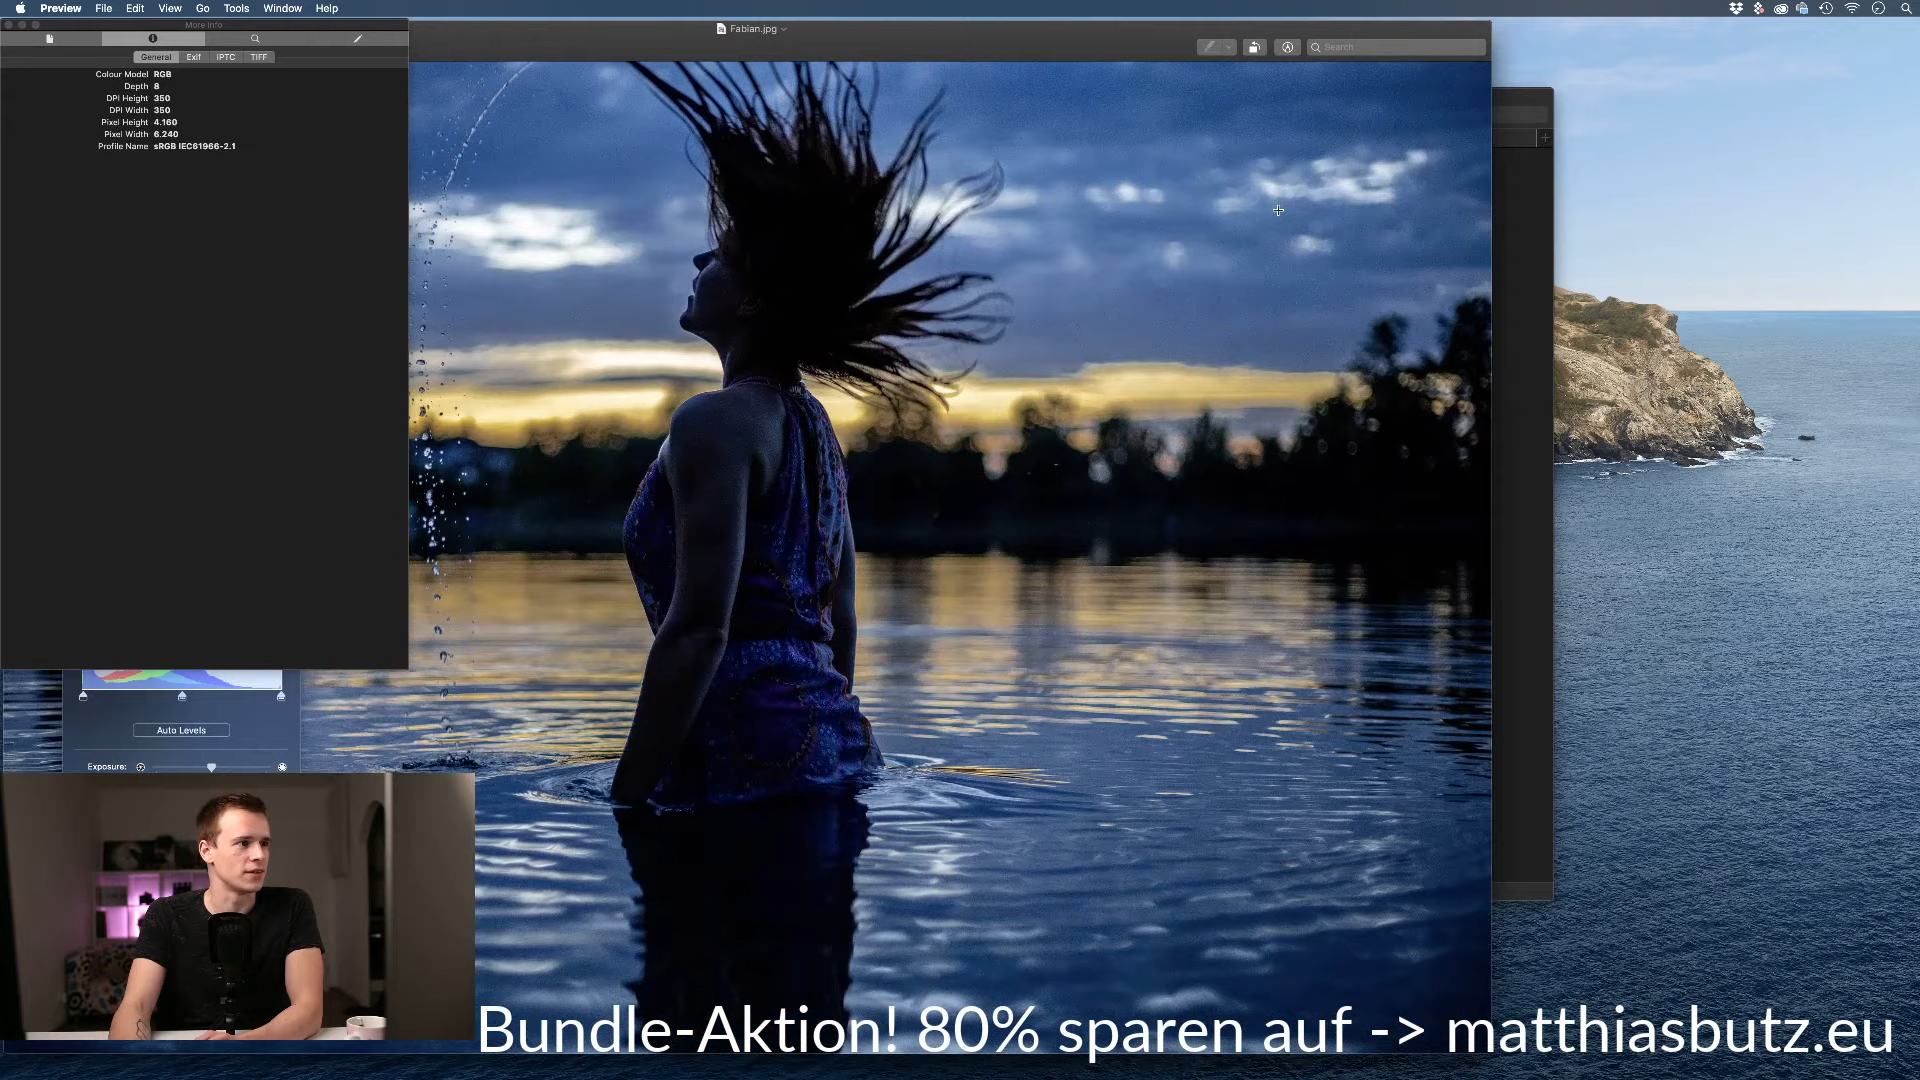 Preview File Edit View Go Tools Window Help
More Info
Fabian.jpg
Search
General Exif IPTC TIFF
Colour Model RGB
Depth 8
DPI Height 350
DPI Width 350
Pixel Height 4.160
Pixel Width 6.240
Profile Name sRGB IEC61966-2.1
Auto Levels
Exposure:
Bundle-Aktion! 80% sparen auf -> matthiasbutz.eu